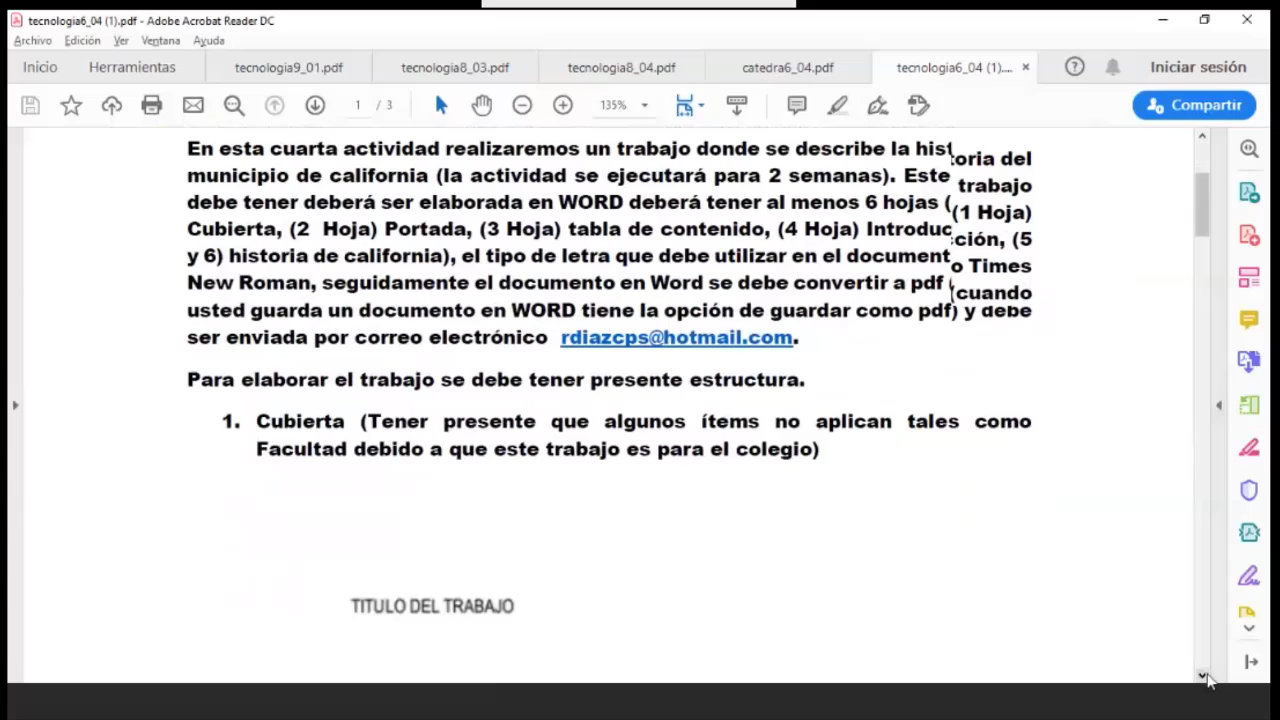 tecnologia6_04 (1).pdf - Adobe Acrobat Reader DC
Archivo Edición Ver Ventana Ayuda
Inicio Herramientas tecnologia9_01.pdf tecnologia8_03.pdf tecnologia8_04.pdf catedra6_04.pdf tecnologia6_04 (1).... × Iniciar sesión
1 / 3 135% Compartir
En esta cuarta actividad realizaremos un trabajo donde se describe la historia del
municipio de california (la actividad se ejecutará para 2 semanas). Este trabajo
debe tener deberá ser elaborada en WORD deberá tener al menos 6 hojas (1 Hoja)
Cubierta, (2 Hoja) Portada, (3 Hoja) tabla de contenido, (4 Hoja) Introducción, (5
y 6) historia de california), el tipo de letra que debe utilizar en el documento Times
New Roman, seguidamente el documento en Word se debe convertir a pdf (cuando
usted guarda un documento en WORD tiene la opción de guardar como pdf) y debe
ser enviada por correo electrónico rdiazcps@hotmail.com.
Para elaborar el trabajo se debe tener presente estructura.
1. Cubierta (Tener presente que algunos ítems no aplican tales como
Facultad debido a que este trabajo es para el colegio)
TITULO DEL TRABAJO